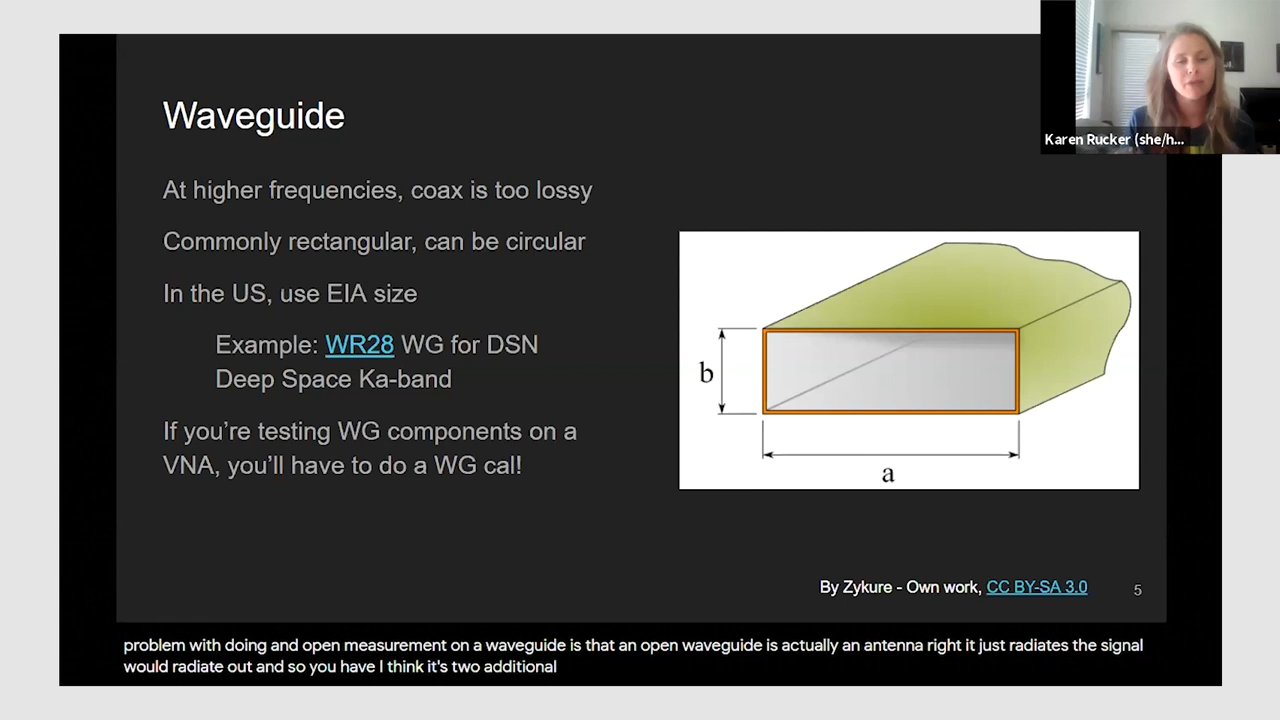 Waveguide
At higher frequencies, coax is too lossy
Commonly rectangular, can be circular
In the US, use EIA size
Example: WR28 WG for DSN
Deep Space Ka-band
If you’re testing WG components on a
VNA, you’ll have to do a WG cal!
b
a
By Zykure - Own work, CC BY-SA 3.0
5
Karen Rucker (she/h...
problem with doing and open measurement on a waveguide is that an open waveguide is actually an antenna right it just radiates the signal
would radiate out and so you have I think it's two additional